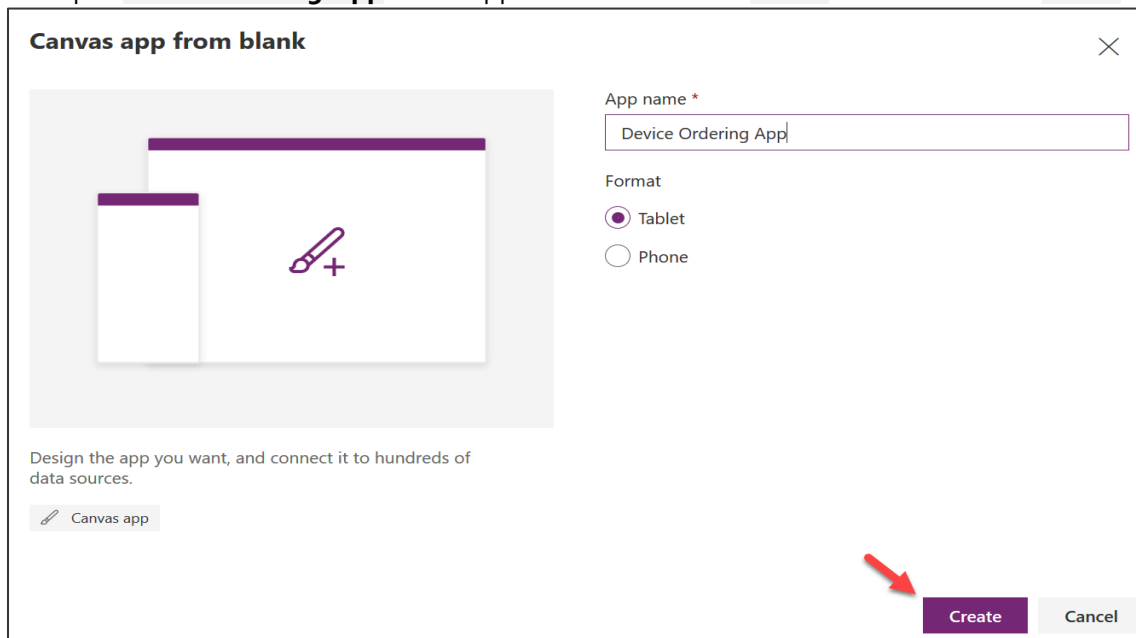 Canvas app from blank
App name *
Device Ordering App
Format
Tablet
Phone
Design the app you want, and connect it to hundreds of
data sources.
Canvas app
Create
Cancel